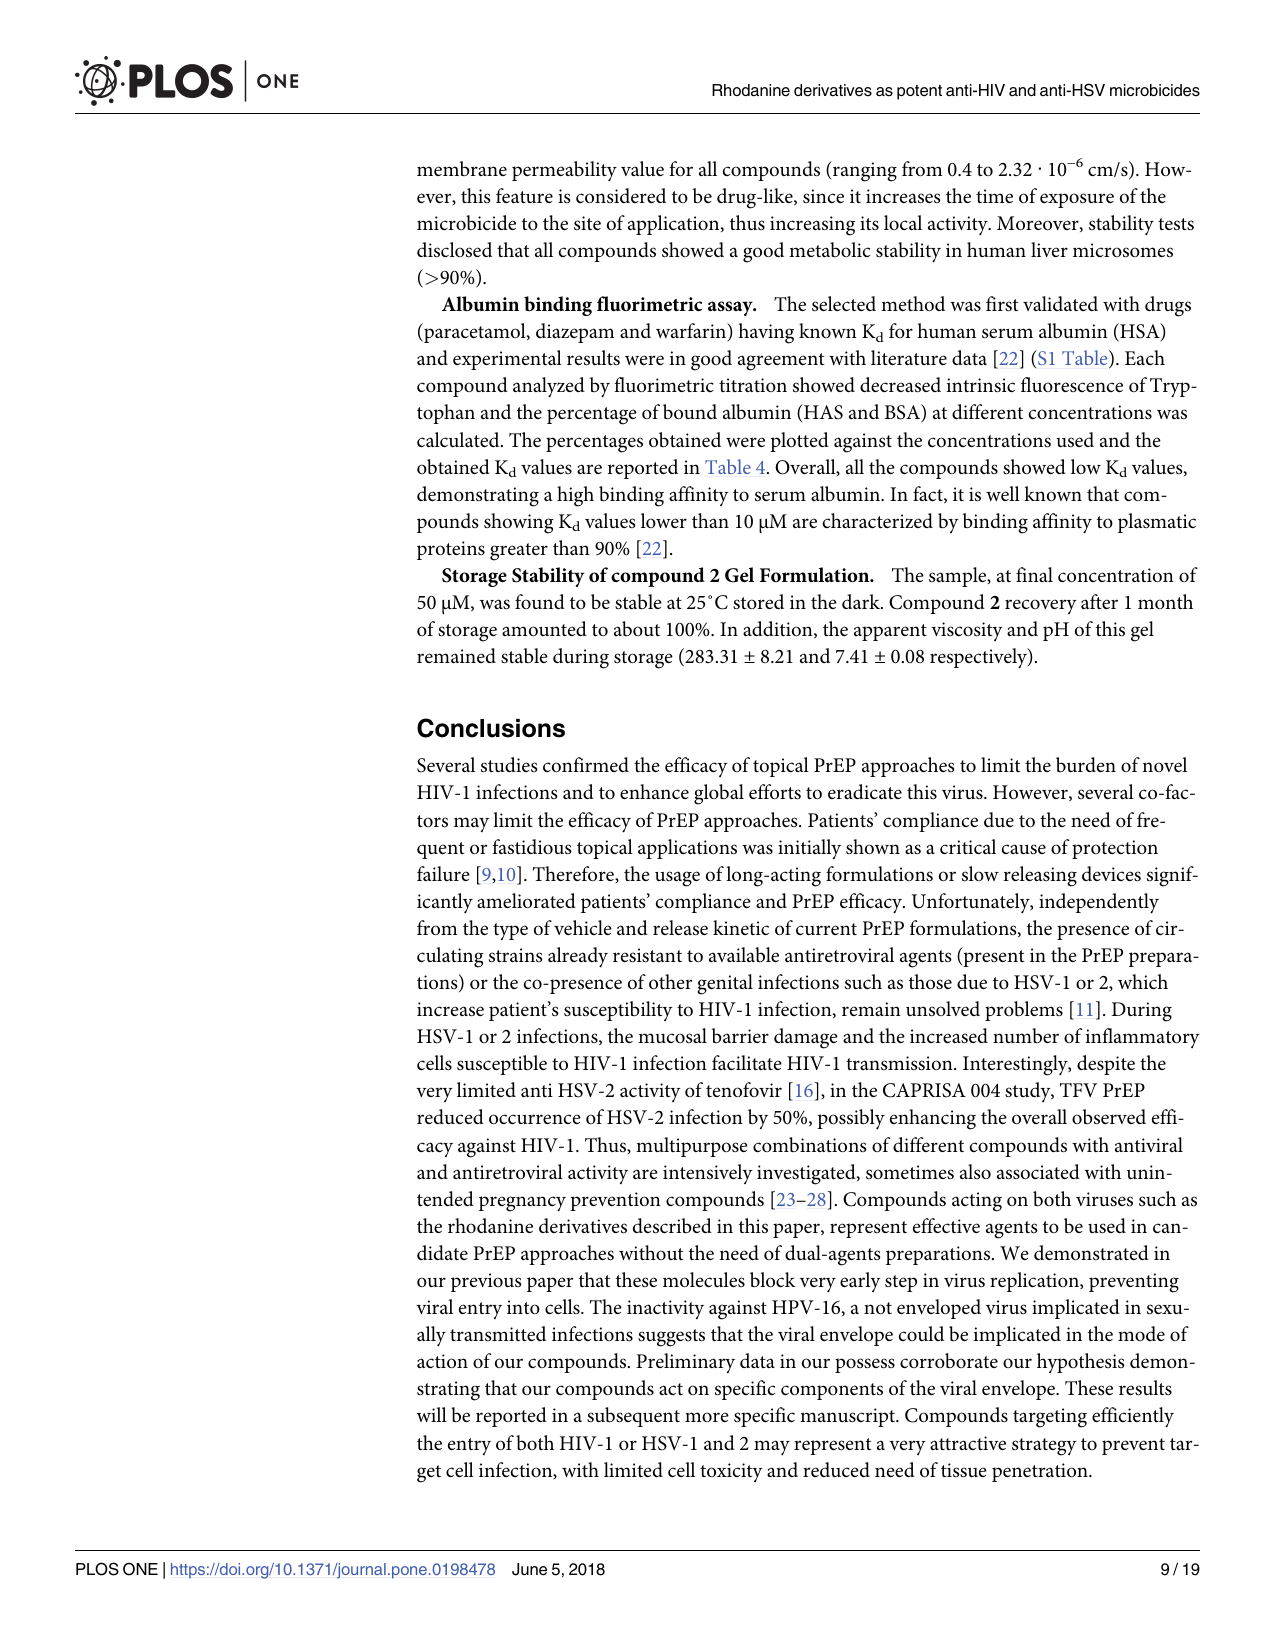 PLOS ONE
Rhodanine derivatives as potent anti-HIV and anti-HSV microbicides
membrane permeability value for all compounds (ranging from 0.4 to 2.32 · 10⁻⁶ cm/s). How-
ever, this feature is considered to be drug-like, since it increases the time of exposure of the
microbicide to the site of application, thus increasing its local activity. Moreover, stability tests
disclosed that all compounds showed a good metabolic stability in human liver microsomes
(>90%).
Albumin binding fluorimetric assay. The selected method was first validated with drugs
(paracetamol, diazepam and warfarin) having known Kd for human serum albumin (HSA)
and experimental results were in good agreement with literature data [22] (S1 Table). Each
compound analyzed by fluorimetric titration showed decreased intrinsic fluorescence of Tryp-
tophan and the percentage of bound albumin (HAS and BSA) at different concentrations was
calculated. The percentages obtained were plotted against the concentrations used and the
obtained Kd values are reported in Table 4. Overall, all the compounds showed low Kd values,
demonstrating a high binding affinity to serum albumin. In fact, it is well known that com-
pounds showing Kd values lower than 10 μM are characterized by binding affinity to plasmatic
proteins greater than 90% [22].
Storage Stability of compound 2 Gel Formulation. The sample, at final concentration of
50 μM, was found to be stable at 25˚C stored in the dark. Compound 2 recovery after 1 month
of storage amounted to about 100%. In addition, the apparent viscosity and pH of this gel
remained stable during storage (283.31 ± 8.21 and 7.41 ± 0.08 respectively).
Conclusions
Several studies confirmed the efficacy of topical PrEP approaches to limit the burden of novel
HIV-1 infections and to enhance global efforts to eradicate this virus. However, several co-fac-
tors may limit the efficacy of PrEP approaches. Patients’ compliance due to the need of fre-
quent or fastidious topical applications was initially shown as a critical cause of protection
failure [9,10]. Therefore, the usage of long-acting formulations or slow releasing devices signif-
icantly ameliorated patients’ compliance and PrEP efficacy. Unfortunately, independently
from the type of vehicle and release kinetic of current PrEP formulations, the presence of cir-
culating strains already resistant to available antiretroviral agents (present in the PrEP prepara-
tions) or the co-presence of other genital infections such as those due to HSV-1 or 2, which
increase patient’s susceptibility to HIV-1 infection, remain unsolved problems [11]. During
HSV-1 or 2 infections, the mucosal barrier damage and the increased number of inflammatory
cells susceptible to HIV-1 infection facilitate HIV-1 transmission. Interestingly, despite the
very limited anti HSV-2 activity of tenofovir [16], in the CAPRISA 004 study, TFV PrEP
reduced occurrence of HSV-2 infection by 50%, possibly enhancing the overall observed effi-
cacy against HIV-1. Thus, multipurpose combinations of different compounds with antiviral
and antiretroviral activity are intensively investigated, sometimes also associated with unin-
tended pregnancy prevention compounds [23–28]. Compounds acting on both viruses such as
the rhodanine derivatives described in this paper, represent effective agents to be used in can-
didate PrEP approaches without the need of dual-agents preparations. We demonstrated in
our previous paper that these molecules block very early step in virus replication, preventing
viral entry into cells. The inactivity against HPV-16, a not enveloped virus implicated in sexu-
ally transmitted infections suggests that the viral envelope could be implicated in the mode of
action of our compounds. Preliminary data in our possess corroborate our hypothesis demon-
strating that our compounds act on specific components of the viral envelope. These results
will be reported in a subsequent more specific manuscript. Compounds targeting efficiently
the entry of both HIV-1 or HSV-1 and 2 may represent a very attractive strategy to prevent tar-
get cell infection, with limited cell toxicity and reduced need of tissue penetration.
PLOS ONE | https://doi.org/10.1371/journal.pone.0198478 June 5, 2018
9 / 19